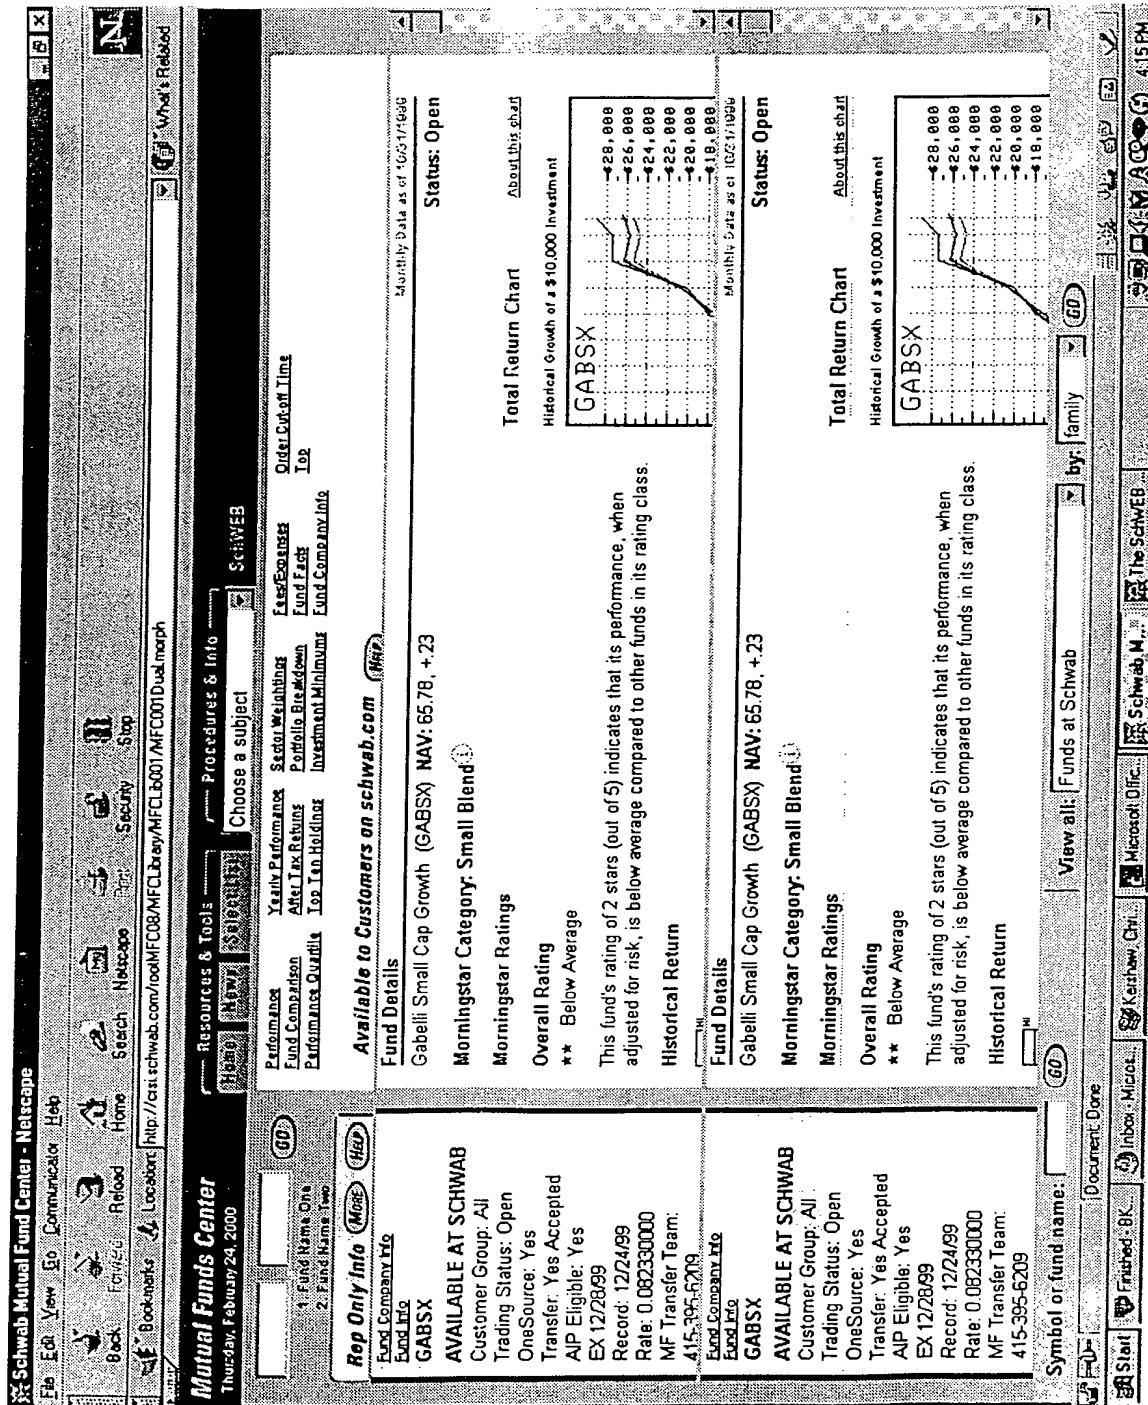 Schwab Mutual Fund Center - Netscape
File Edit View Go Communicator Help
Back Forward Reload Home Search Netscape Print Security Stop
Bookmarks Location: http://crsi.schwab.com/tool/MFC08/MFCLibrary/MFCLib001/MFC001Dual.morph What's Related
Mutual Funds Center
Thursday, February 24, 2000
Resources & Tools
Home News Select List
Procedures & Info
Choose a subject
SchWEB
1. Fund Name One
2. Fund Name Two
GO
Performance Yearly Performance Sector Weightings Fees/Expenses Order Cut-off Time
Fund Comparison After Tax Returns Portfolio Breakdown Fund Facts Top
Performance Quartile Top Ten Holdings Investment Minimums Fund Company Info
Rep Only Info MORE HELP
Available to Customers on schwab.com HELP
Fund Company Info
Fund Info
GABSX
AVAILABLE AT SCHWAB
Customer Group: All
Trading Status: Open
OneSource: Yes
Transfer: Yes Accepted
AIP Eligible: Yes
EX 12/28/99
Record: 12/24/99
Rate: 0.082330000
MF Transfer Team:
415-395-6209
Fund Details
Monthly Data as of 10/31/1999
Gabelli Small Cap Growth (GABSX) NAV: 65.78, +.23
Status: Open
Morningstar Category: Small Blend
Morningstar Ratings
Overall Rating
★★ Below Average
This fund's rating of 2 stars (out of 5) indicates that its performance, when
adjusted for risk, is below average compared to other funds in its rating class.
Historical Return
HI
Total Return Chart
About this chart
Historical Growth of a $10,000 Investment
GABSX
28,000
26,000
24,000
22,000
20,000
18,000
Fund Company Info
Fund Info
GABSX
AVAILABLE AT SCHWAB
Customer Group: All
Trading Status: Open
OneSource: Yes
Transfer: Yes Accepted
AIP Eligible: Yes
EX 12/28/99
Record: 12/24/99
Rate: 0.082330000
MF Transfer Team:
415-395-6209
Fund Details
Monthly Data as of 10/31/1999
Gabelli Small Cap Growth (GABSX) NAV: 65.78, +.23
Status: Open
Morningstar Category: Small Blend
Morningstar Ratings
Overall Rating
★★ Below Average
This fund's rating of 2 stars (out of 5) indicates that its performance, when
adjusted for risk, is below average compared to other funds in its rating class.
Historical Return
HI
Total Return Chart
About this chart
Historical Growth of a $10,000 Investment
GABSX
28,000
26,000
24,000
22,000
20,000
18,000
Symbol or fund name: GO View all: Funds at Schwab by: family GO
Document: Done
Start Finished - BK... Inbox - Micros... Kershaw, Chri... Microsoft Offic... Schwab M... The SchwEB... 4:15 PM